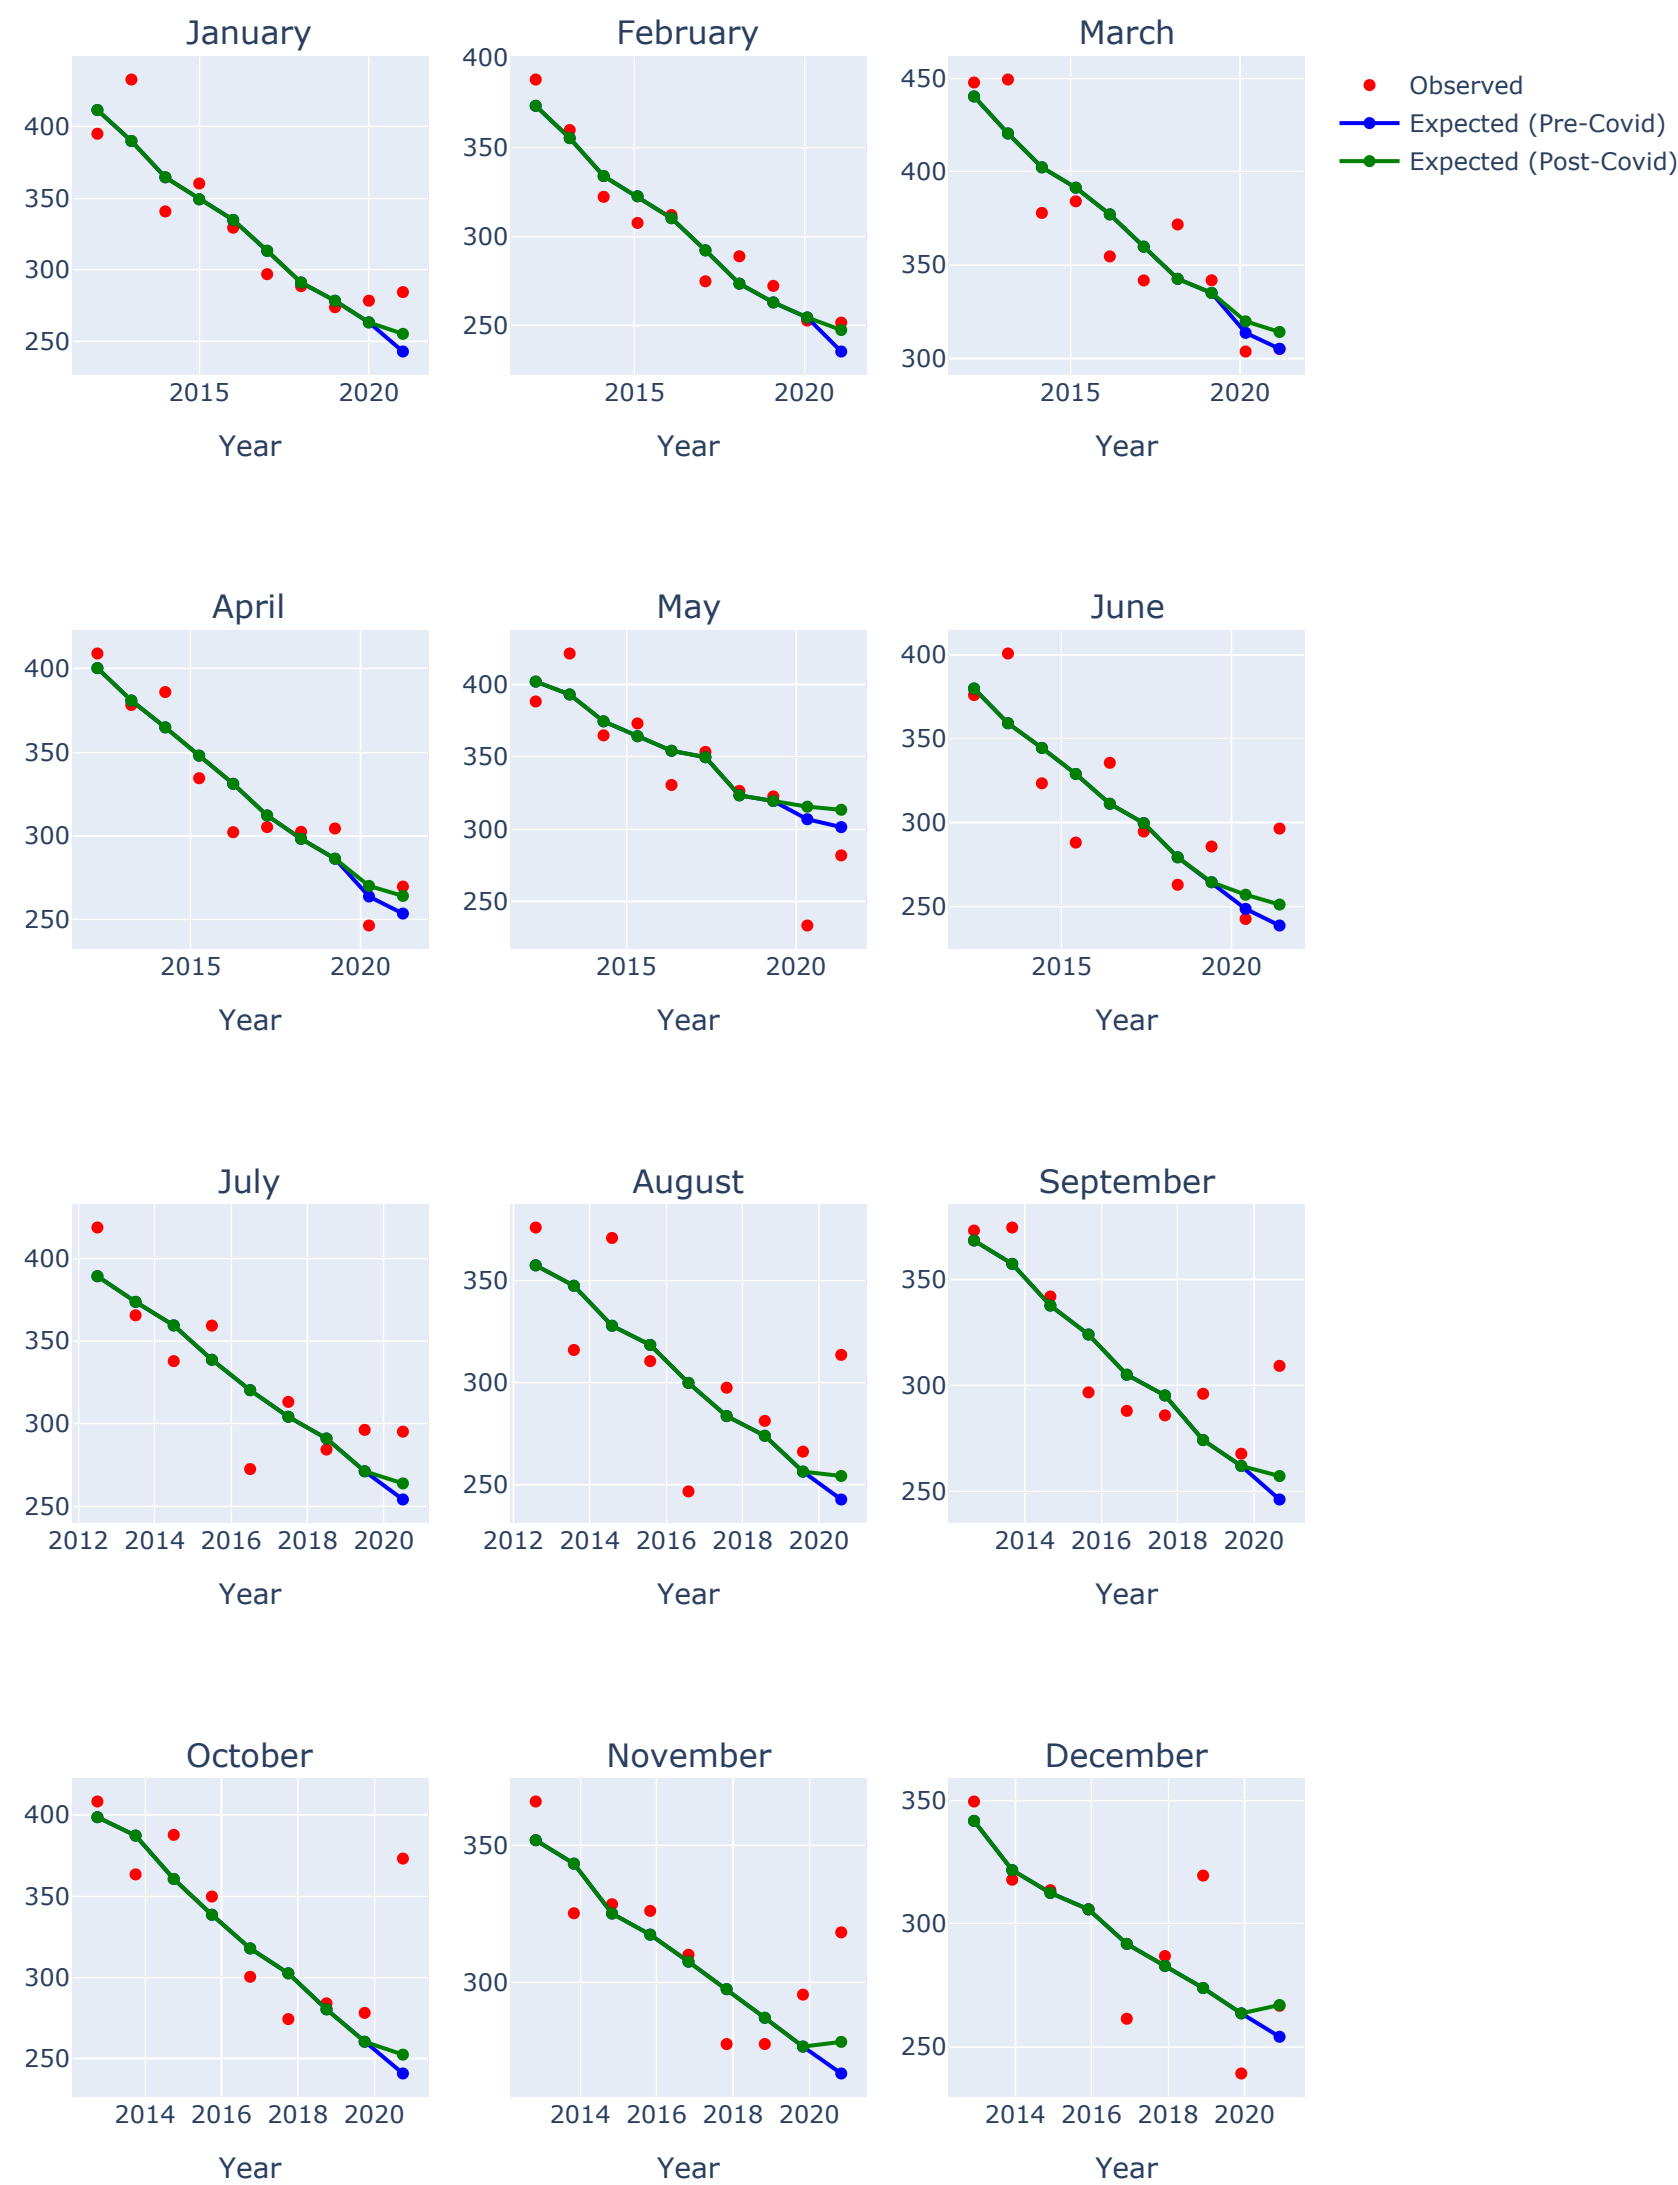 January February March
400
350
300
250
2015 2020
Year
400
350
300
250
2015 2020
Year
450
400
350
300
2015 2020
Year
Observed
Expected (Pre-Covid)
Expected (Post-Covid)
April May June
400
350
300
250
2015 2020
Year
400
350
300
250
2015 2020
Year
400
350
300
250
2015 2020
Year
July August September
400
350
300
250
2012 2014 2016 2018 2020
Year
350
300
250
2012 2014 2016 2018 2020
Year
350
300
250
2014 2016 2018 2020
Year
October November December
400
350
300
250
2014 2016 2018 2020
Year
350
300
2014 2016 2018 2020
Year
350
300
250
2014 2016 2018 2020
Year